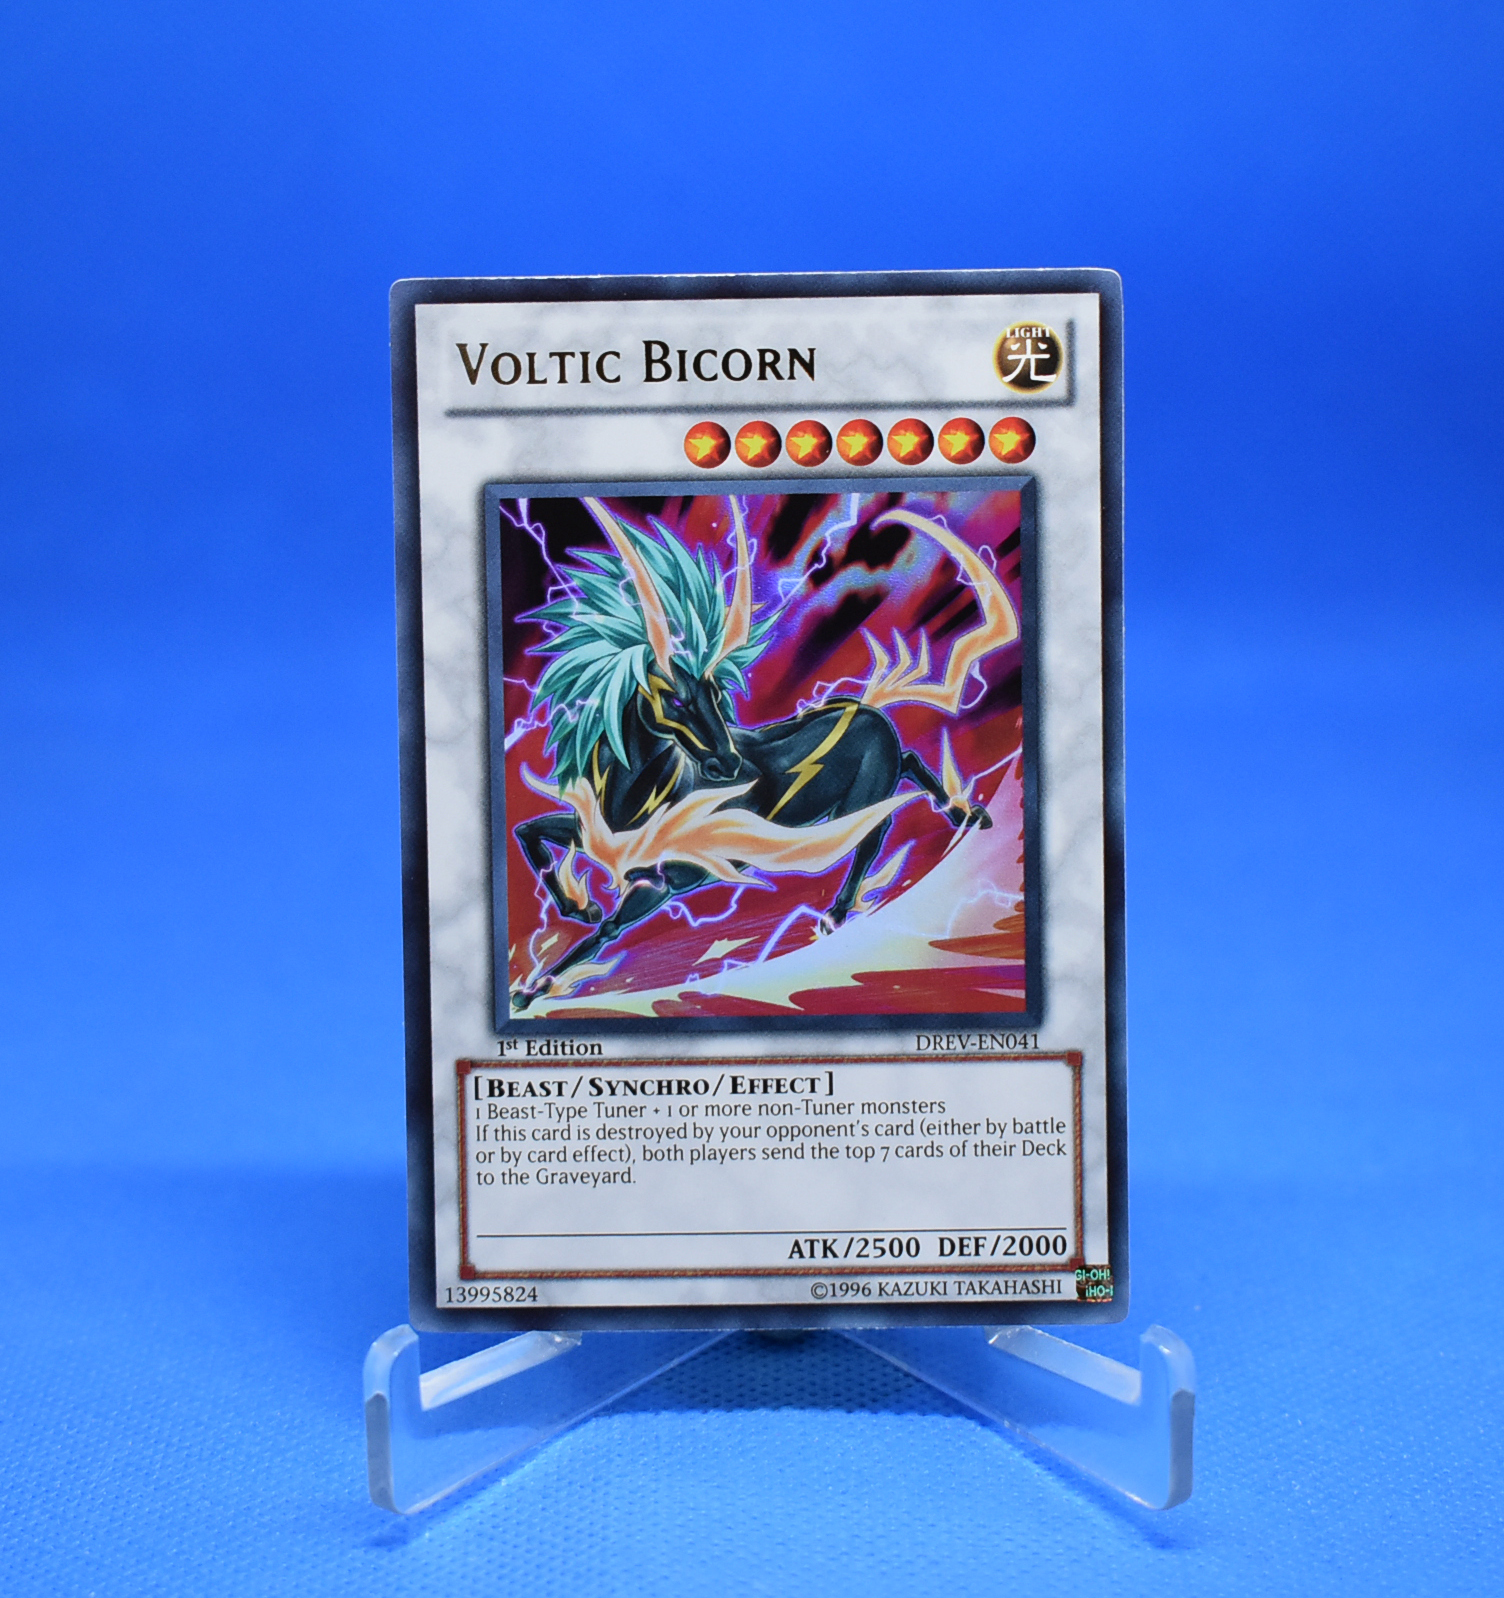 VOLTIC BICORN
LIGHT
光
1st Edition
DREV-EN041
[BEAST/SYNCHRO/EFFECT]
1 Beast-Type Tuner + 1 or more non-Tuner monsters
If this card is destroyed by your opponent's card (either by battle
or by card effect), both players send the top 7 cards of their Deck
to the Graveyard.
ATK/2500 DEF/2000
13995824
©1996 KAZUKI TAKAHASHI
GI-OH!